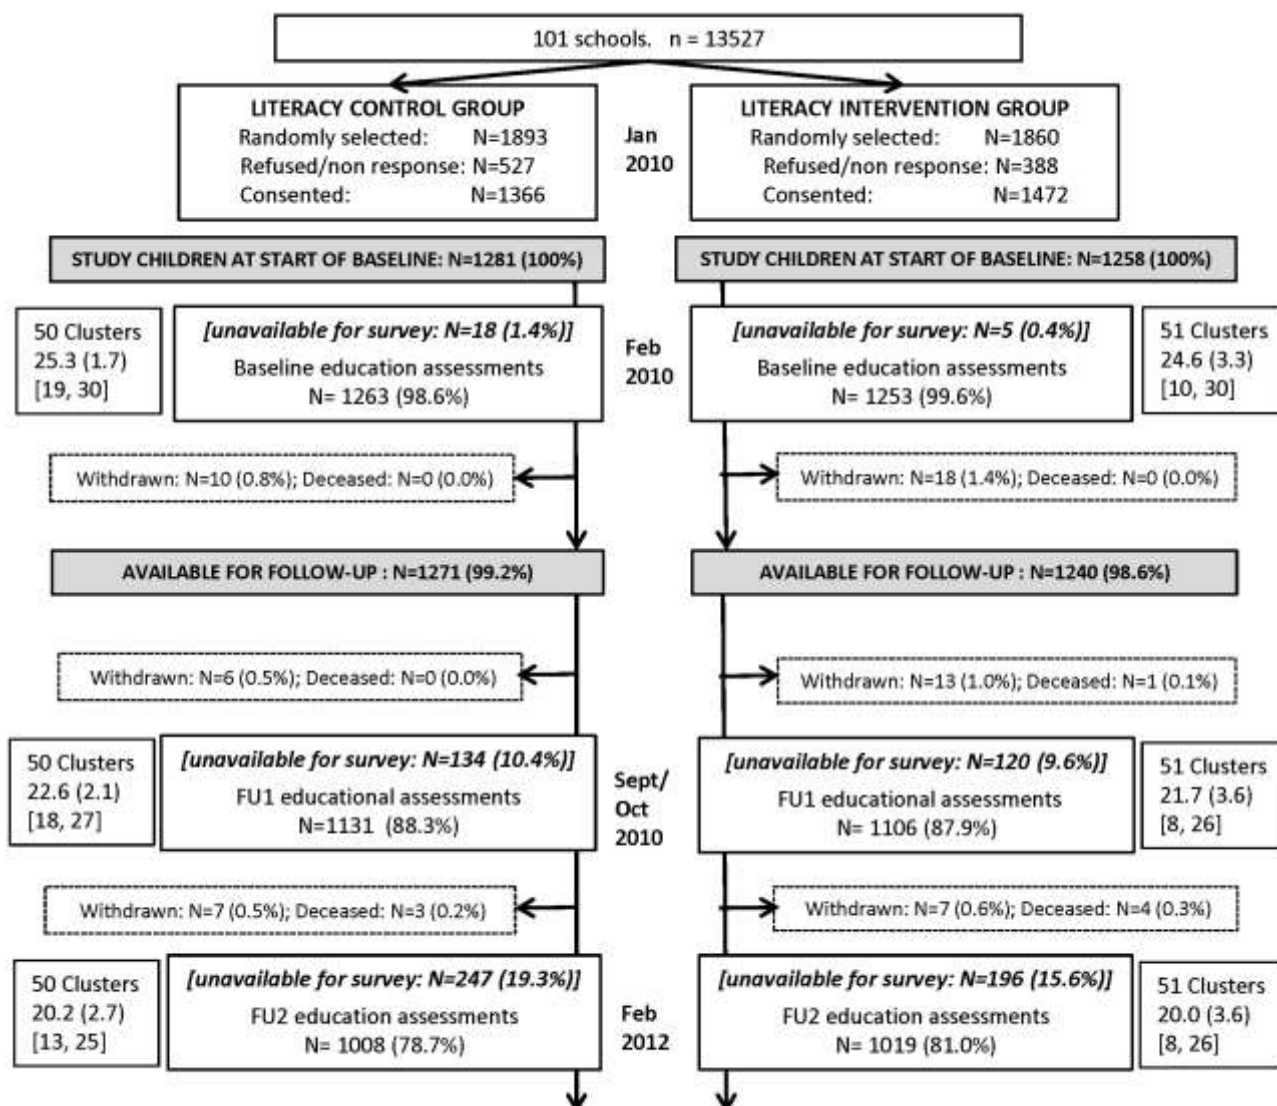 101 schools.   n = 13527
LITERACY CONTROL GROUP
Randomly selected: N=1893
Refused/non response: N=527
Consented: N=1366
Jan
2010
LITERACY INTERVENTION GROUP
Randomly selected: N=1860
Refused/non response: N=388
Consented: N=1472
STUDY CHILDREN AT START OF BASELINE: N=1281 (100%)
STUDY CHILDREN AT START OF BASELINE: N=1258 (100%)
50 Clusters
25.3 (1.7)
[19, 30]
[unavailable for survey: N=18 (1.4%)]
Baseline education assessments
N= 1263 (98.6%)
Feb
2010
[unavailable for survey: N=5 (0.4%)]
Baseline education assessments
N= 1253 (99.6%)
51 Clusters
24.6 (3.3)
[10, 30]
Withdrawn: N=10 (0.8%); Deceased: N=0 (0.0%)
Withdrawn: N=18 (1.4%); Deceased: N=0 (0.0%)
AVAILABLE FOR FOLLOW-UP : N=1271 (99.2%)
AVAILABLE FOR FOLLOW-UP : N=1240 (98.6%)
Withdrawn: N=6 (0.5%); Deceased: N=0 (0.0%)
Withdrawn: N=13 (1.0%); Deceased: N=1 (0.1%)
50 Clusters
22.6 (2.1)
[18, 27]
[unavailable for survey: N=134 (10.4%)]
FU1 educational assessments
N=1131 (88.3%)
Sept/
Oct
2010
[unavailable for survey: N=120 (9.6%)]
FU1 educational assessments
N= 1106 (87.9%)
51 Clusters
21.7 (3.6)
[8, 26]
Withdrawn: N=7 (0.5%); Deceased: N=3 (0.2%)
Withdrawn: N=7 (0.6%); Deceased: N=4 (0.3%)
50 Clusters
20.2 (2.7)
[13, 25]
[unavailable for survey: N=247 (19.3%)]
FU2 education assessments
N= 1008 (78.7%)
Feb
2012
[unavailable for survey: N=196 (15.6%)]
FU2 education assessments
N= 1019 (81.0%)
51 Clusters
20.0 (3.6)
[8, 26]